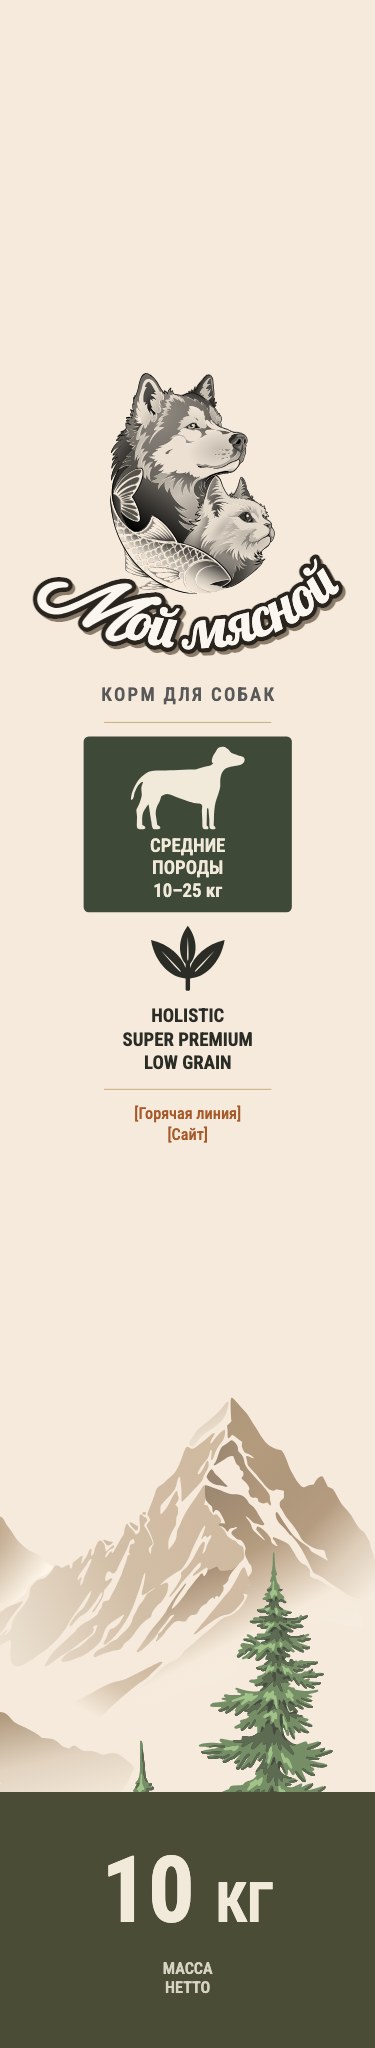 Мой мясной
КОРМ ДЛЯ СОБАК
СРЕДНИЕ
ПОРОДЫ
10–25 кг
HOLISTIC
SUPER PREMIUM
LOW GRAIN
[Горячая линия]
[Сайт]
10 кг
МАССА
НЕТТО